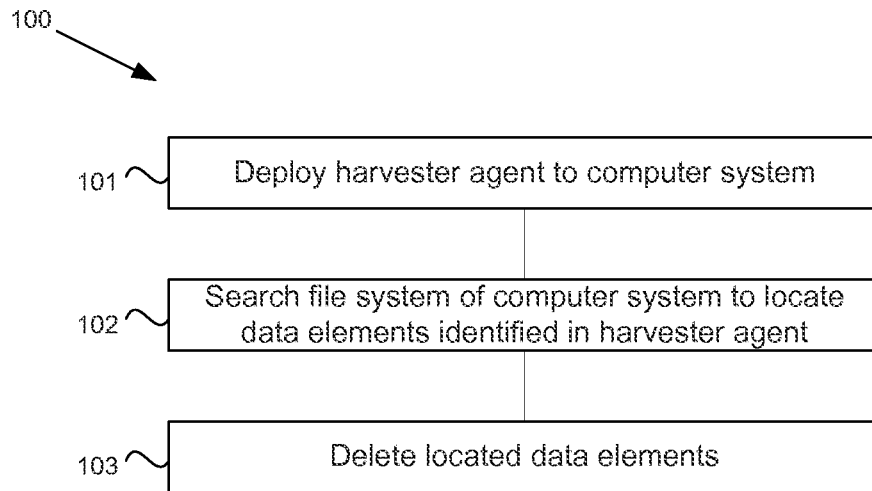 100
101
Deploy harvester agent to computer system
102
Search file system of computer system to locate
data elements identified in harvester agent
103
Delete located data elements